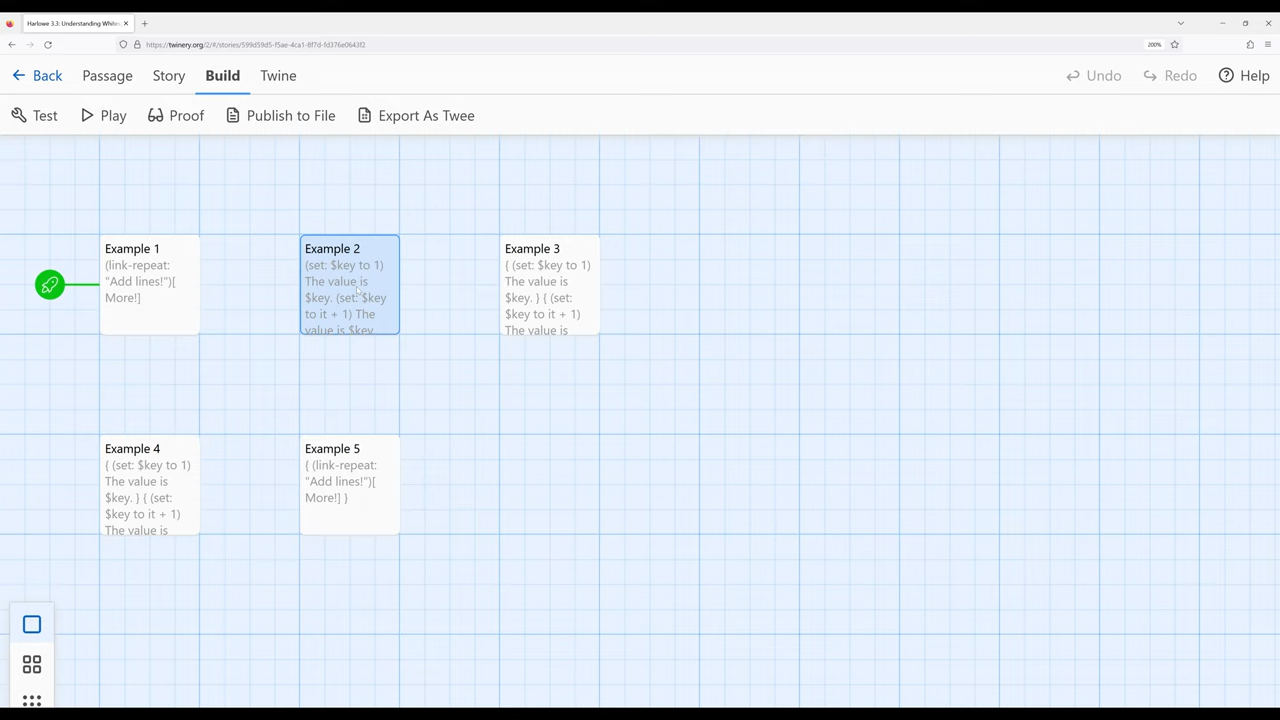 Harlowe 3.3: Understanding White
https://twinery.org/2/#/stories/599d59d5-f5ae-4ca1-8f7d-fd376e0643f2
200%
Back
Passage
Story
Build
Twine
Undo
Redo
Help
Test
Play
Proof
Publish to File
Export As Twee
Example 1
(link-repeat:
"Add lines!")[
More!]
Example 2
(set: $key to 1)
The value is
$key. (set: $key
to it + 1) The
value is $key
Example 3
{ (set: $key to 1)
The value is
$key. } { (set:
$key to it + 1)
The value is
Example 4
{ (set: $key to 1)
The value is
$key. } { (set:
$key to it + 1)
The value is
Example 5
{ (link-repeat:
"Add lines!")[
More!] }